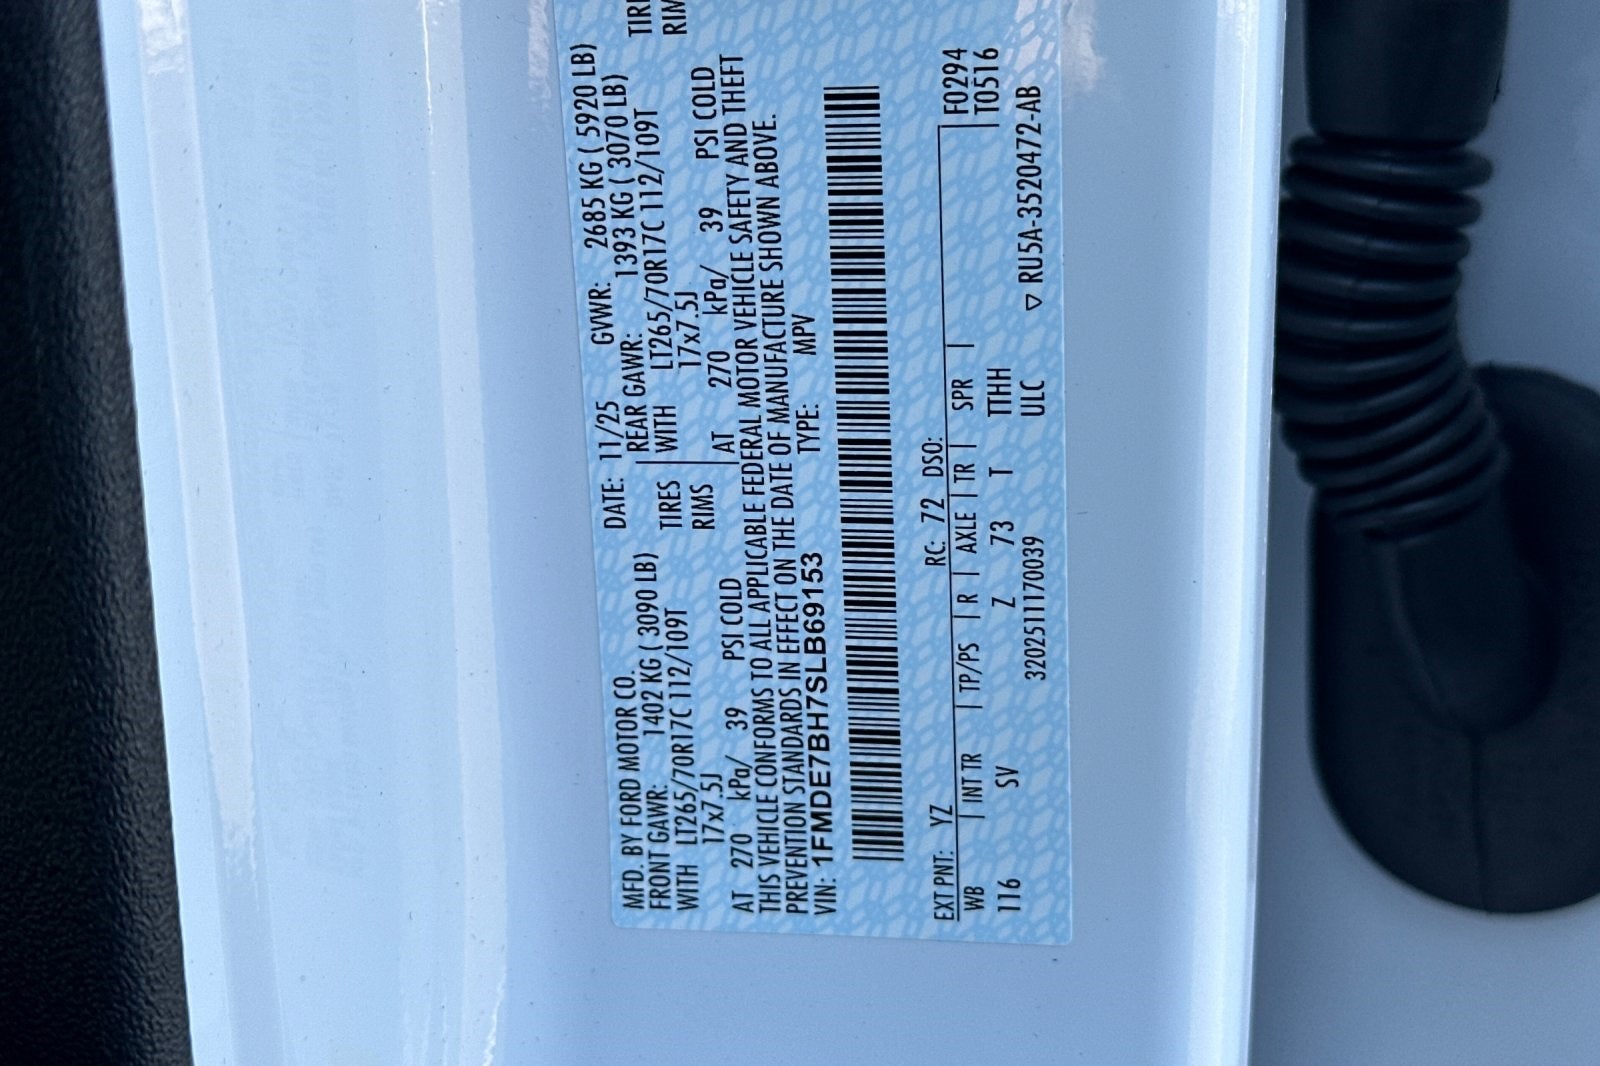 MFD. BY FORD MOTOR CO. DATE: 11/25 GVWR: 2685 KG ( 5920 LB)
FRONT GAWR: 1402 KG ( 3090 LB) REAR GAWR: 1393 KG ( 3070 LB)
WITH LT265/70R17C 112/109T TIRES WITH LT265/70R17C 112/109T TIR
17x7.5J RIMS 17x7.5J RIM
AT 270 kPa/ 39 PSI COLD AT 270 kPa/ 39 PSI COLD
THIS VEHICLE CONFORMS TO ALL APPLICABLE FEDERAL MOTOR VEHICLE SAFETY AND THEFT
PREVENTION STANDARDS IN EFFECT ON THE DATE OF MANUFACTURE SHOWN ABOVE.
VIN: 1FMDE7BH7SLB69153 TYPE: MPV
EXT PNT: YZ RC: 72 DSO: F0294
WB | INT TR | TP/PS | R | AXLE | TR | SPR | T0516
116 SV Z 73 T TTHH
3202511170039 ULC ▽ RU5A-3520472-AB